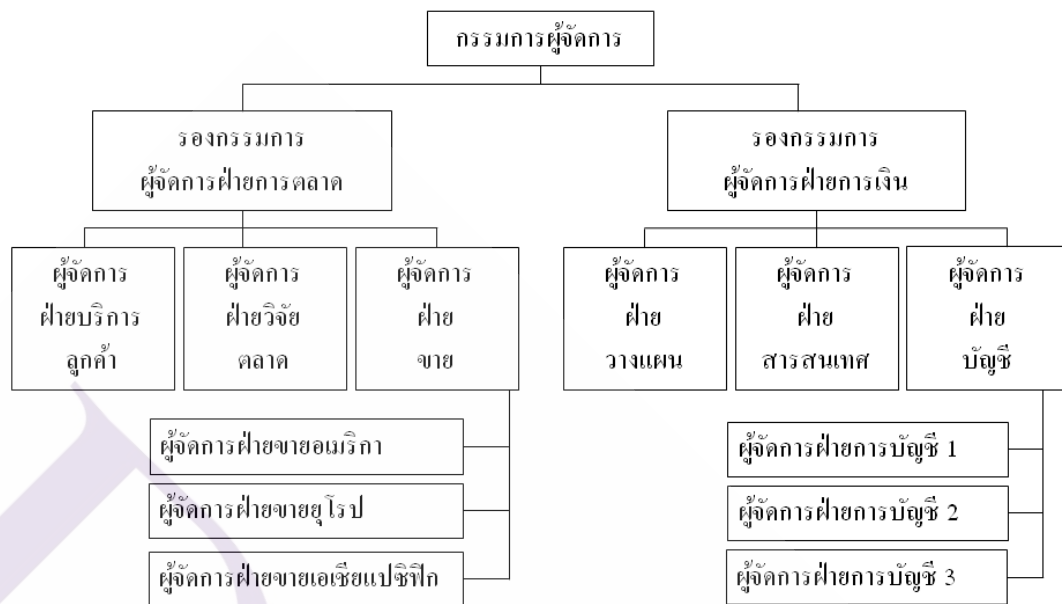 กรรมการผู้จัดการ
รองกรรมการ
ผู้จัดการฝ่ายการตลาด
รองกรรมการ
ผู้จัดการฝ่ายการเงิน
ผู้จัดการ
ฝ่ายบริการ
ลูกค้า
ผู้จัดการ
ฝ่ายวิจัย
ตลาด
ผู้จัดการ
ฝ่าย
ขาย
ผู้จัดการ
ฝ่าย
วางแผน
ผู้จัดการ
ฝ่าย
สารสนเทศ
ผู้จัดการ
ฝ่าย
บัญชี
ผู้จัดการฝ่ายขายอเมริกา
ผู้จัดการฝ่ายขายยุโรป
ผู้จัดการฝ่ายขายเอเชียแปซิฟิก
ผู้จัดการฝ่ายการบัญชี 1
ผู้จัดการฝ่ายการบัญชี 2
ผู้จัดการฝ่ายการบัญชี 3